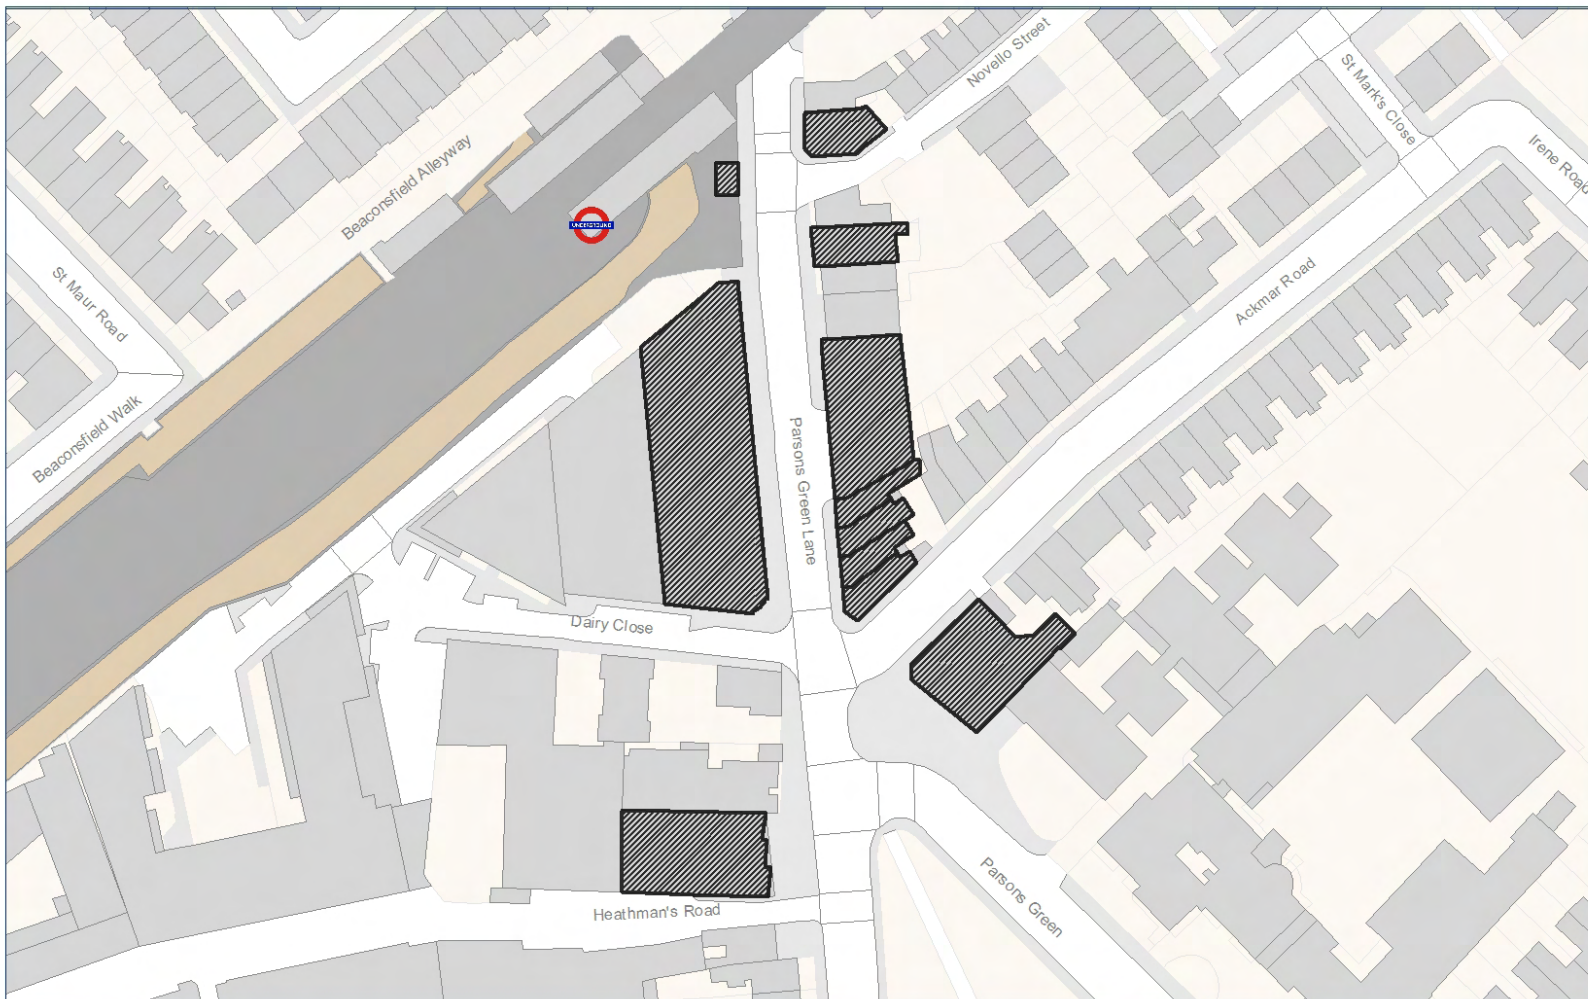 Novello Street
St Mark's Close
Irene Road
Beaconsfield Alleyway
UNDERGROUND
St Maur Road
Ackmar Road
Beaconsfield Walk
Parsons Green Lane
Dairy Close
Parsons Green
Heathman's Road